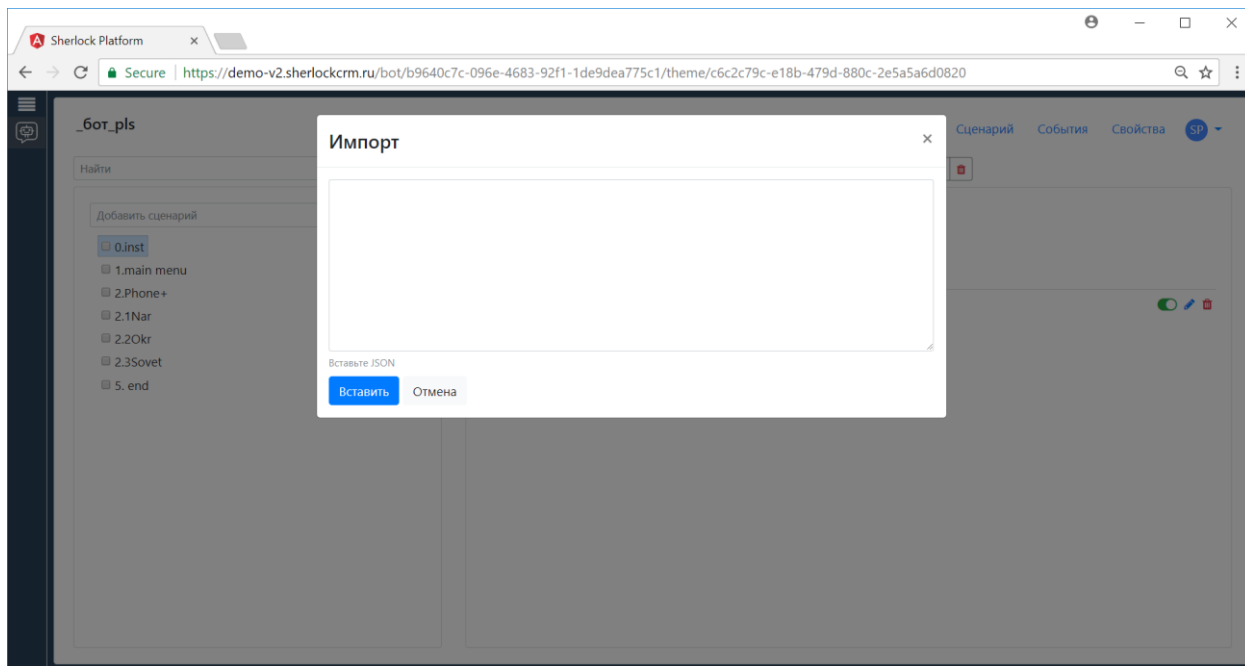 Sherlock Platform
Secure https://demo-v2.sherlockcrm.ru/bot/b9640c7c-096e-4683-92f1-1de9dea775c1/theme/c6c2c79c-e18b-479d-880c-2e5a5a6d0820
_бот_pls
Сценарий События Свойства SP
Импорт
Найти
Добавить сценарий
0.inst
1.main menu
2.Phone+
2.1Nar
2.2Okr
2.3Sovet
5. end
Вставьте JSON
Вставить Отмена